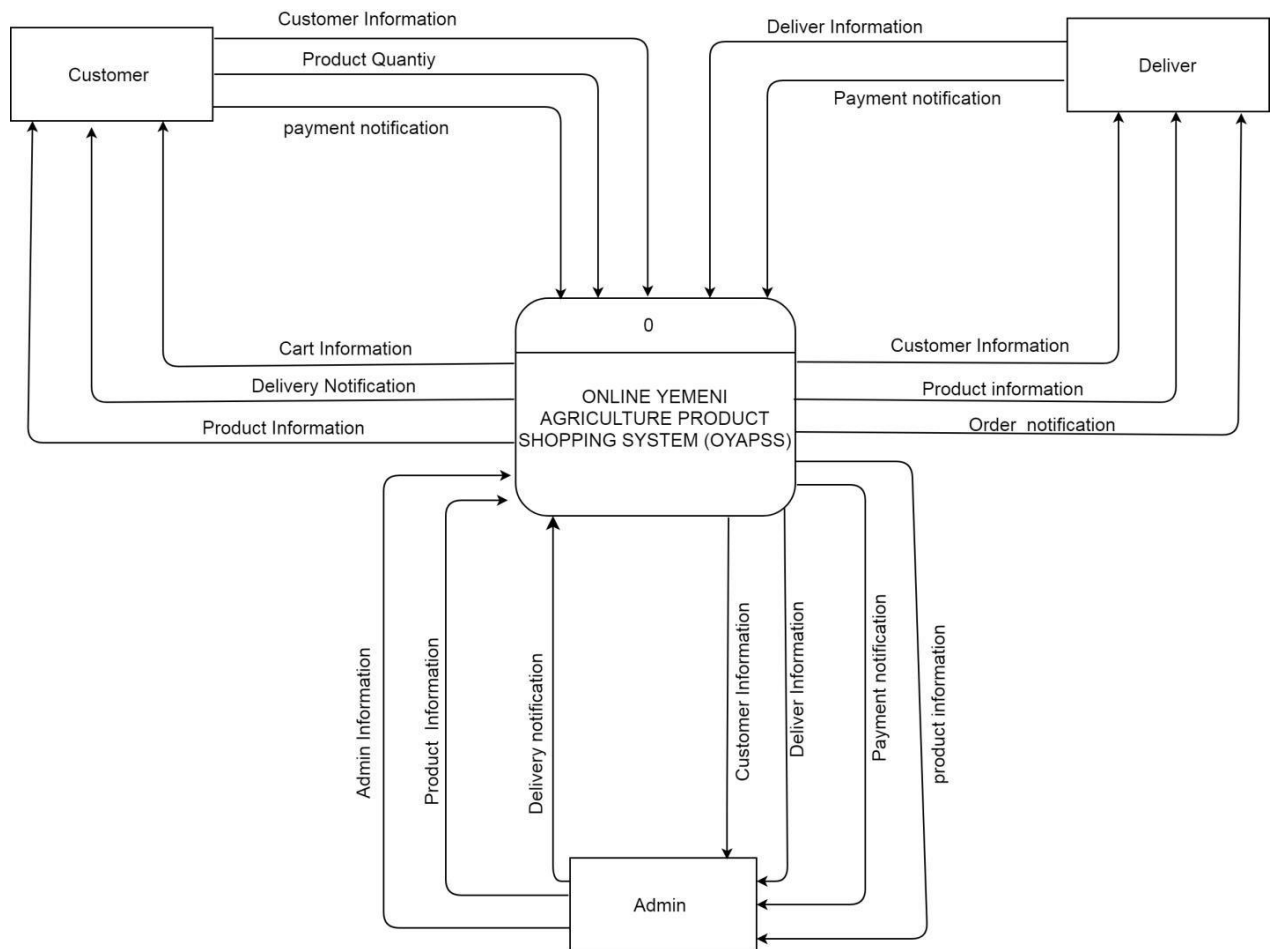 Customer Information
Deliver Information
Product Quantiy
Customer
Deliver
Payment notification
payment notification
0
Cart Information
Customer Information
Delivery Notification
Product information
ONLINE YEMENI
AGRICULTURE PRODUCT
SHOPPING SYSTEM (OYAPSS)
Product Information
Order notification
Admin Information
Product Information
Delivery notification
Customer Information
Deliver Information
Payment notification
product information
Admin